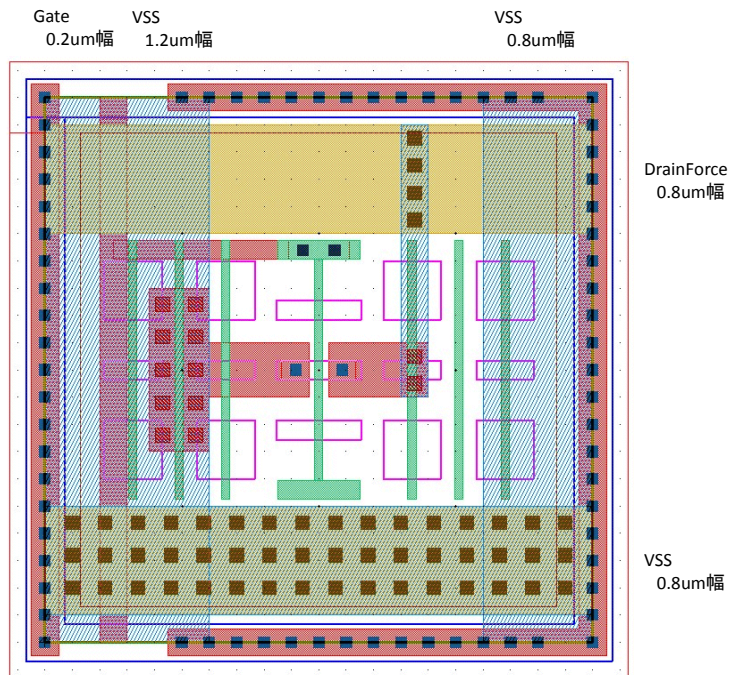 Gate
0.2um幅
VSS
1.2um幅
VSS
0.8um幅
DrainForce
0.8um幅
VSS
0.8um幅